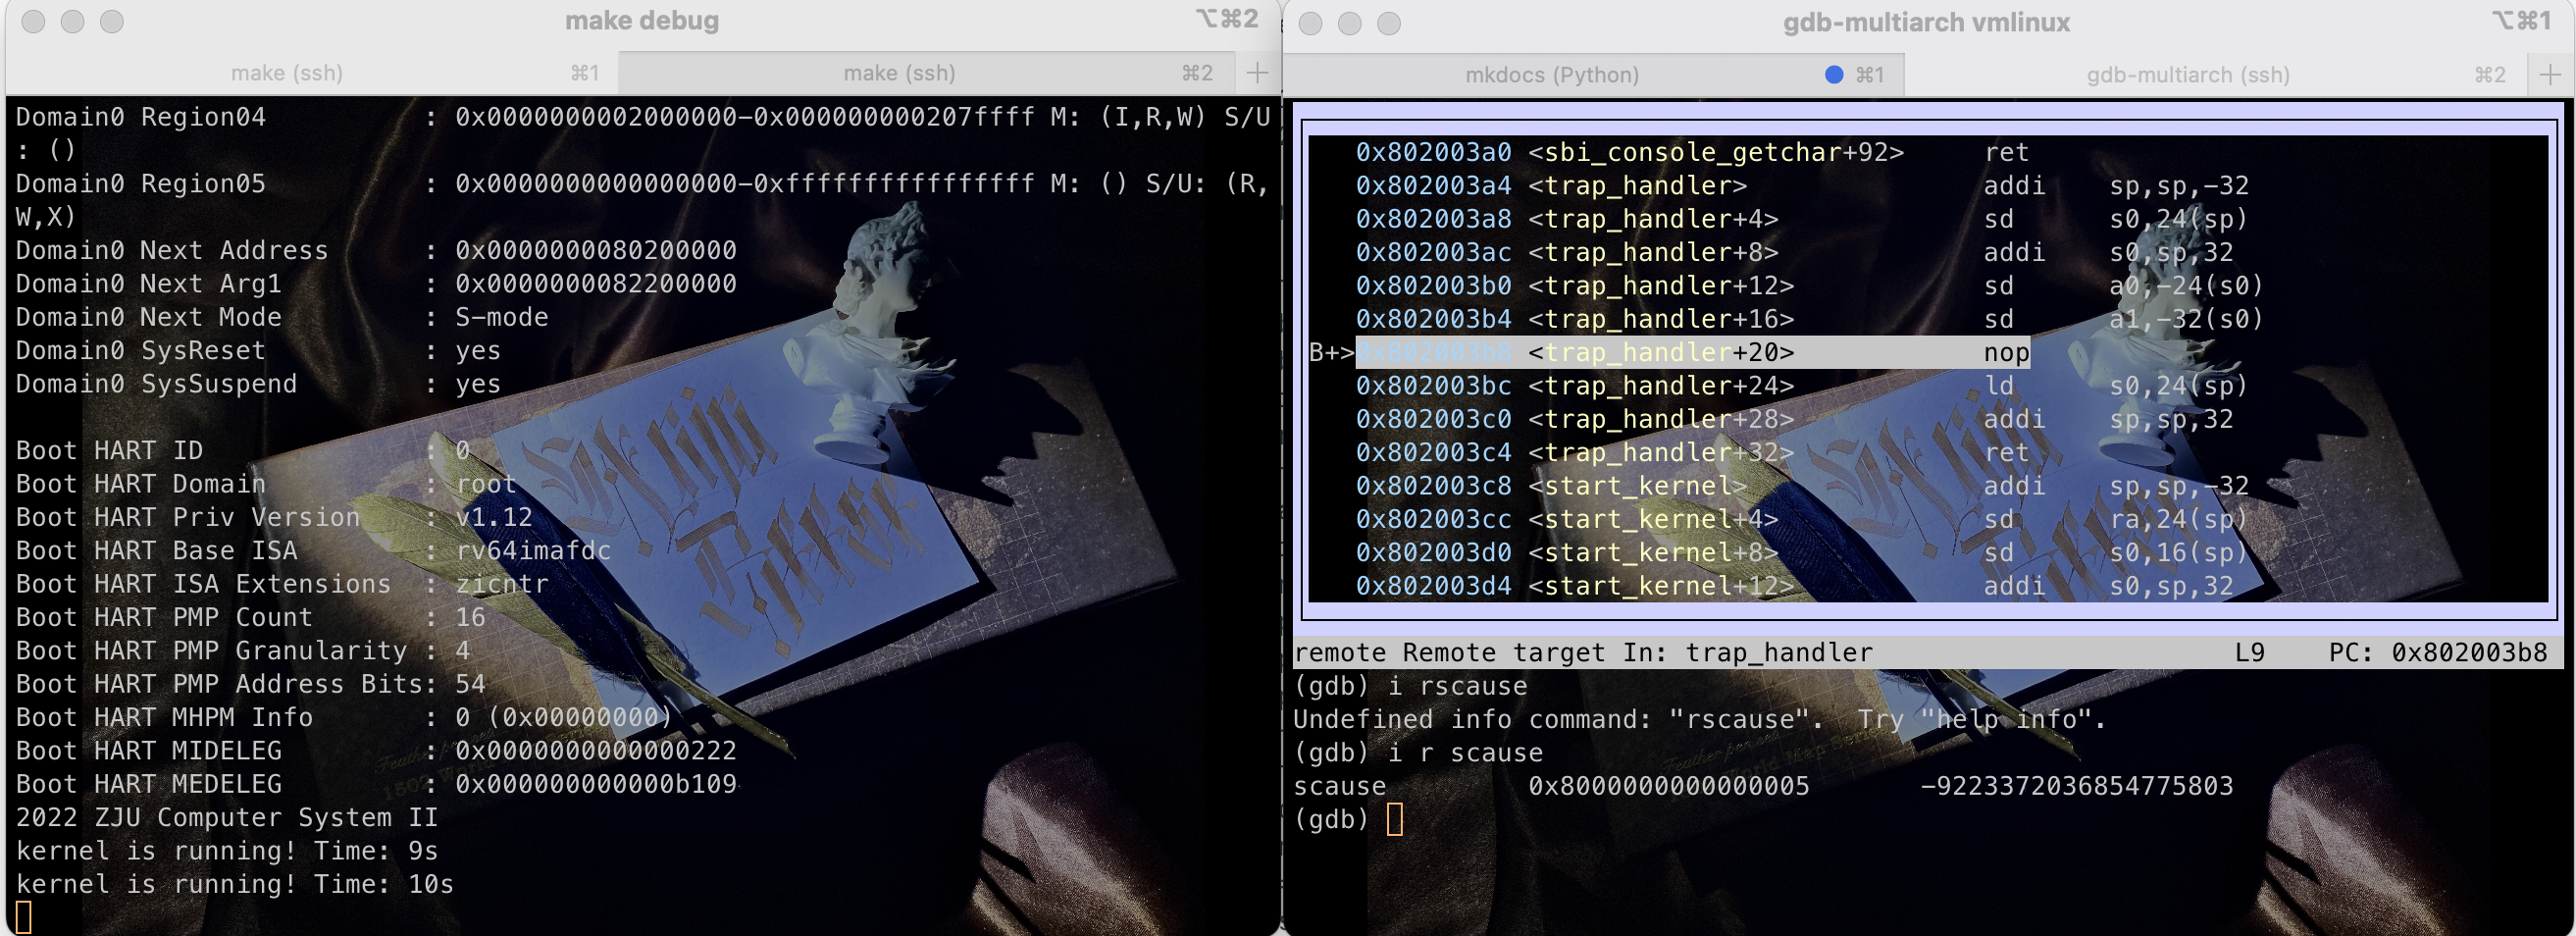 make debug
⌥⌘2
make (ssh)
⌘1
make (ssh)
⌘2
Domain0 Region04          : 0x0000000002000000-0x000000000207ffff M: (I,R,W) S/U
: ()
Domain0 Region05          : 0x0000000000000000-0xffffffffffffffff M: () S/U: (R,
W,X)
Domain0 Next Address      : 0x0000000080200000
Domain0 Next Arg1         : 0x0000000082200000
Domain0 Next Mode         : S-mode
Domain0 SysReset          : yes
Domain0 SysSuspend        : yes
Boot HART ID              : 0
Boot HART Domain          : root
Boot HART Priv Version    : v1.12
Boot HART Base ISA        : rv64imafdc
Boot HART ISA Extensions  : zicntr
Boot HART PMP Count       : 16
Boot HART PMP Granularity : 4
Boot HART PMP Address Bits: 54
Boot HART MHPM Info       : 0 (0x00000000)
Boot HART MIDELEG         : 0x0000000000000222
Boot HART MEDELEG         : 0x000000000000b109
2022 ZJU Computer System II
kernel is running! Time: 9s
kernel is running! Time: 10s
gdb-multiarch vmlinux
⌥⌘1
mkdocs (Python)
⌘1
gdb-multiarch (ssh)
⌘2
0x802003a0 <sbi_console_getchar+92>     ret
0x802003a4 <trap_handler>               addi    sp,sp,-32
0x802003a8 <trap_handler+4>             sd      s0,24(sp)
0x802003ac <trap_handler+8>             addi    s0,sp,32
0x802003b0 <trap_handler+12>            sd      a0,-24(s0)
0x802003b4 <trap_handler+16>            sd      a1,-32(s0)
B+>0x802003b8 <trap_handler+20>            nop
0x802003bc <trap_handler+24>            ld      s0,24(sp)
0x802003c0 <trap_handler+28>            addi    sp,sp,32
0x802003c4 <trap_handler+32>            ret
0x802003c8 <start_kernel>               addi    sp,sp,-32
0x802003cc <start_kernel+4>             sd      ra,24(sp)
0x802003d0 <start_kernel+8>             sd      s0,16(sp)
0x802003d4 <start_kernel+12>            addi    s0,sp,32
remote Remote target In: trap_handler    L9    PC: 0x802003b8
(gdb) i rscause
Undefined info command: "rscause".  Try "help info".
(gdb) i r scause
scause         0x8000000000000005       -9223372036854775803
(gdb)